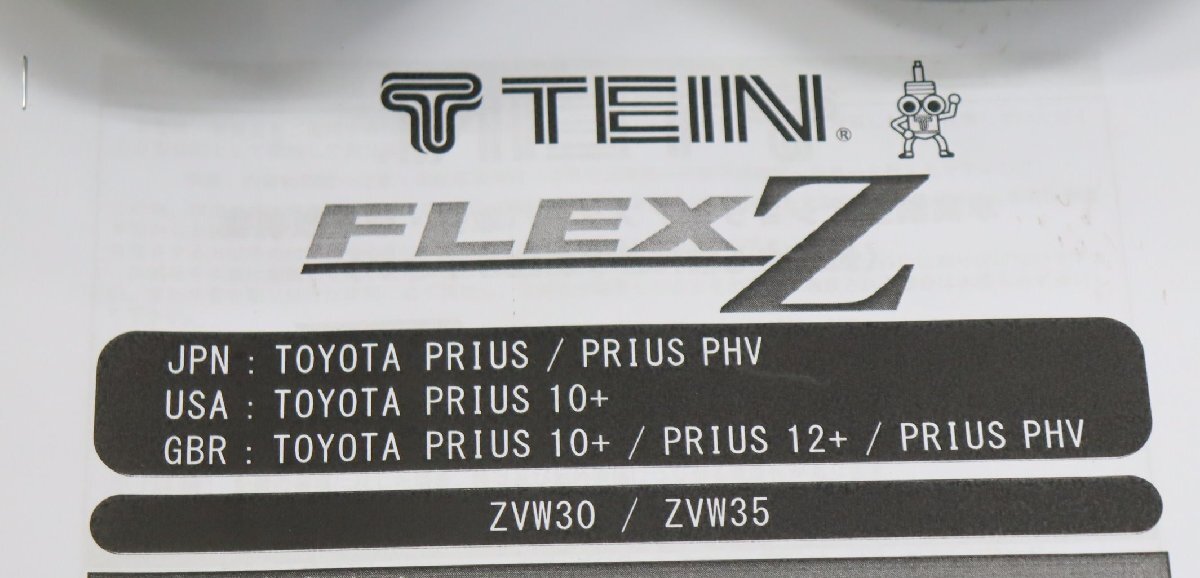 TEIN®
FLEX Z
JPN : TOYOTA PRIUS / PRIUS PHV
USA : TOYOTA PRIUS 10+
GBR : TOYOTA PRIUS 10+ / PRIUS 12+ / PRIUS PHV
ZVW30 / ZVW35